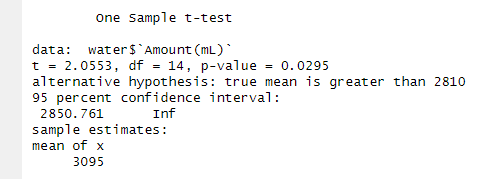 One Sample t-test
data: water$`Amount(mL)`
t = 2.0553, df = 14, p-value = 0.0295
alternative hypothesis: true mean is greater than 2810
95 percent confidence interval:
2850.761 Inf
sample estimates:
mean of x
3095